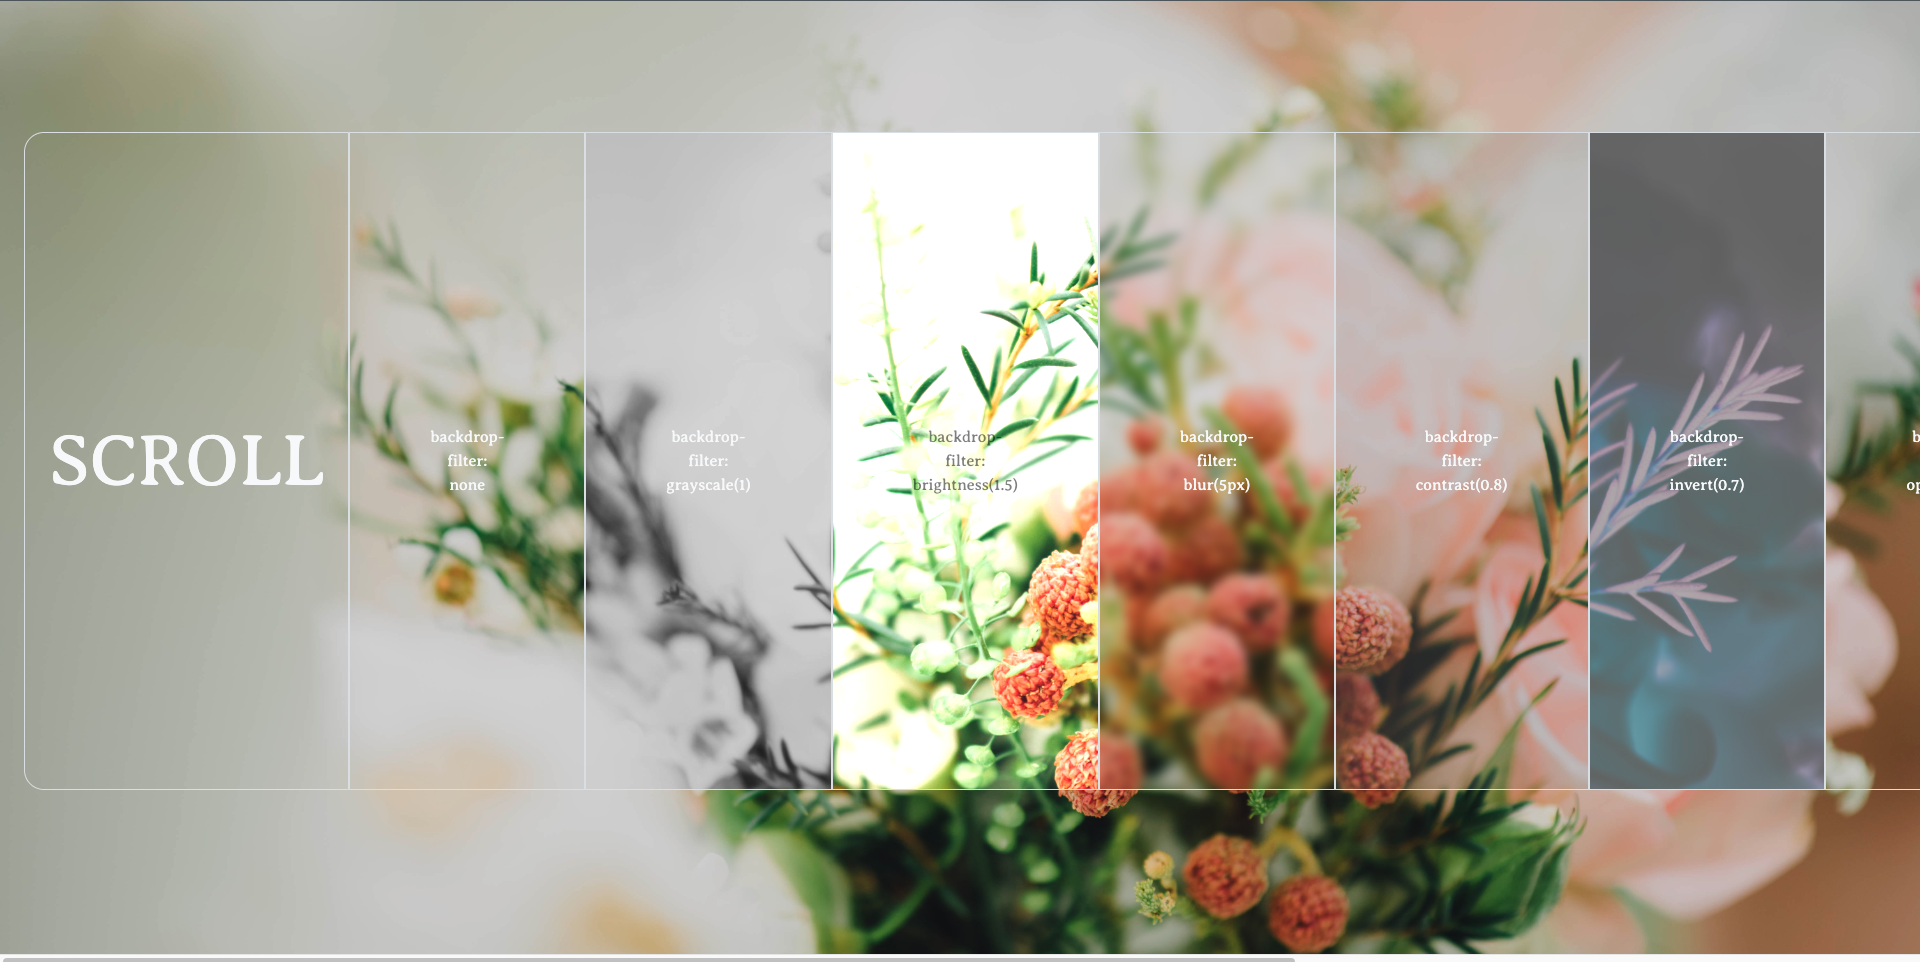 SCROLL
backdrop-
filter:
none
backdrop-
filter:
grayscale(1)
backdrop-
filter:
brightness(1.5)
backdrop-
filter:
blur(5px)
backdrop-
filter:
contrast(0.8)
backdrop-
filter:
invert(0.7)